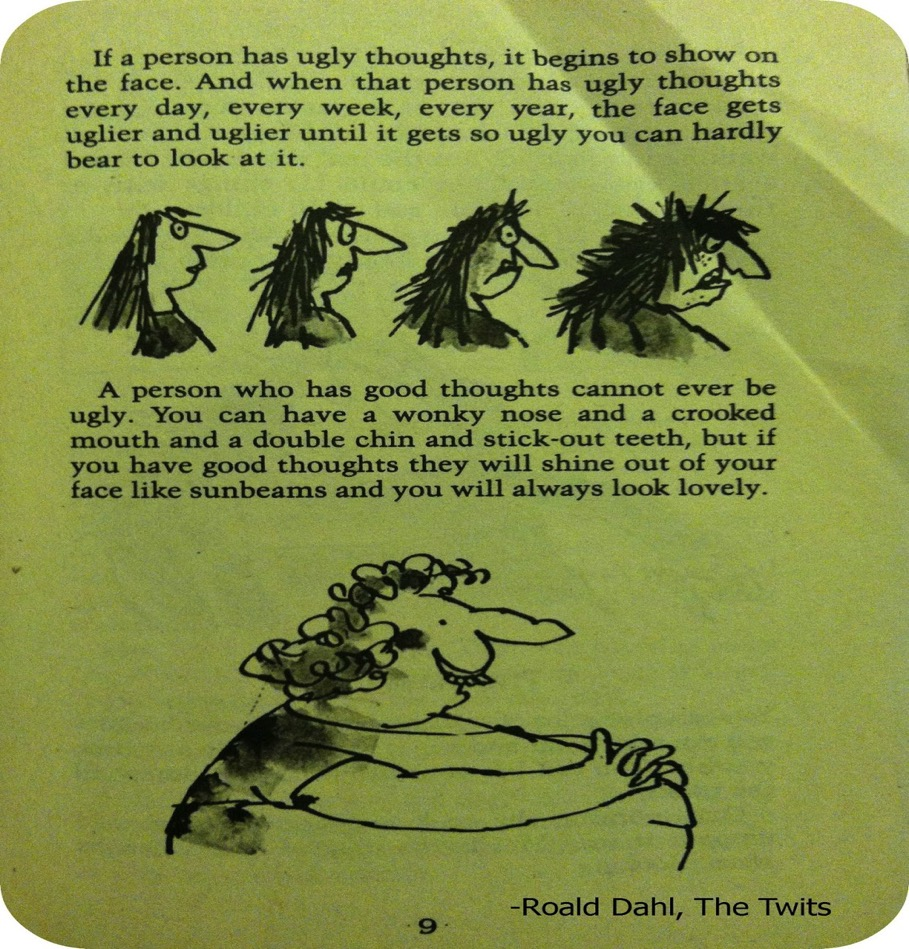 If a person has ugly thoughts, it begins to show on
the face. And when that person has ugly thoughts
every day, every week, every year, the face gets
uglier and uglier until it gets so ugly you can hardly
bear to look at it.
A person who has good thoughts cannot ever be
ugly. You can have a wonky nose and a crooked
mouth and a double chin and stick-out teeth, but if
you have good thoughts they will shine out of your
face like sunbeams and you will always look lovely.
-Roald Dahl, The Twits
9